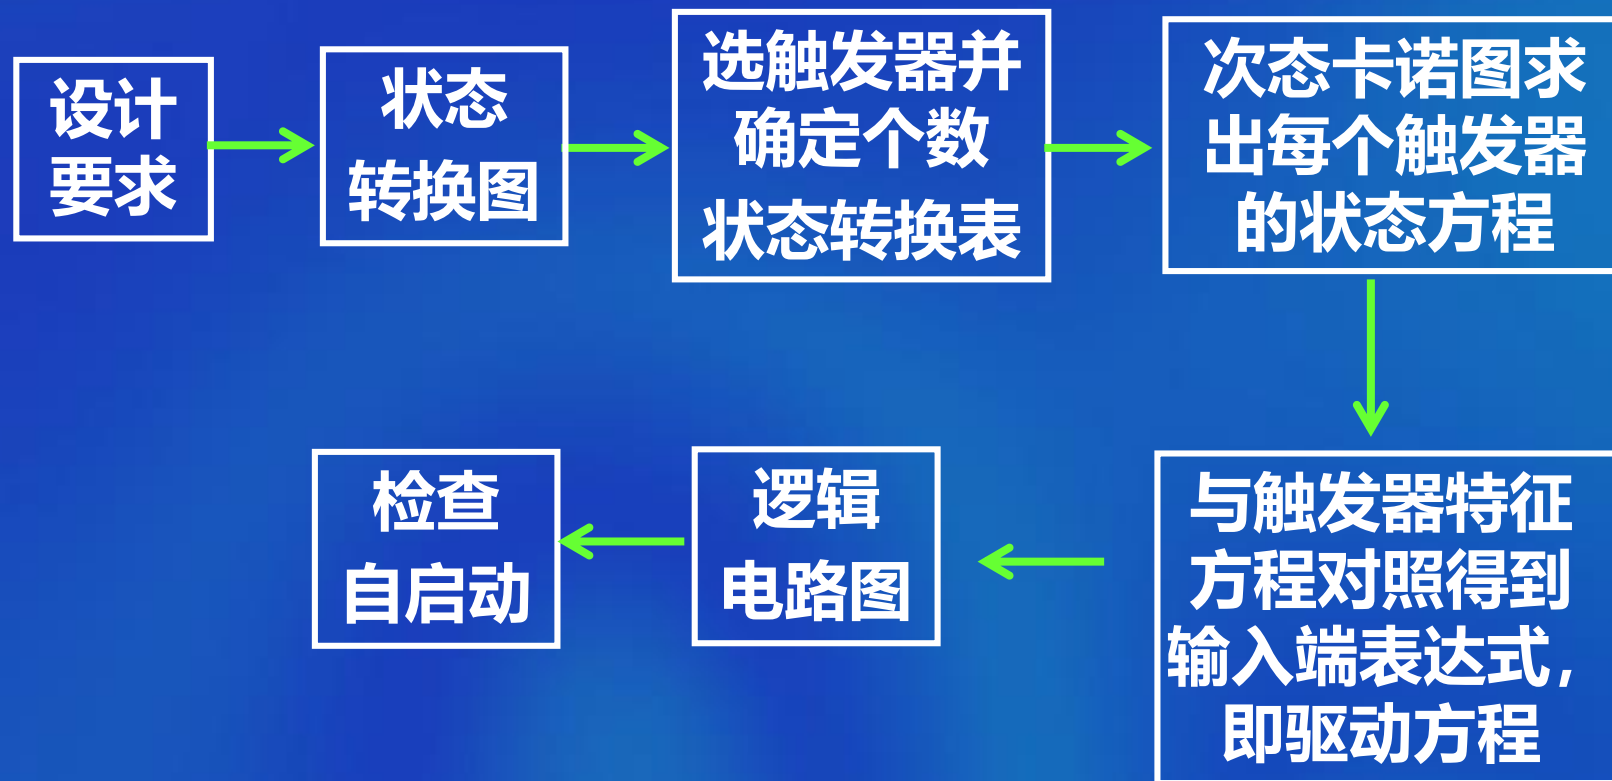 设计
要求
状态
转换图
选触发器并
确定个数
状态转换表
次态卡诺图求
出每个触发器
的状态方程
与触发器特征
方程对照得到
输入端表达式，
即驱动方程
逻辑
电路图
检查
自启动